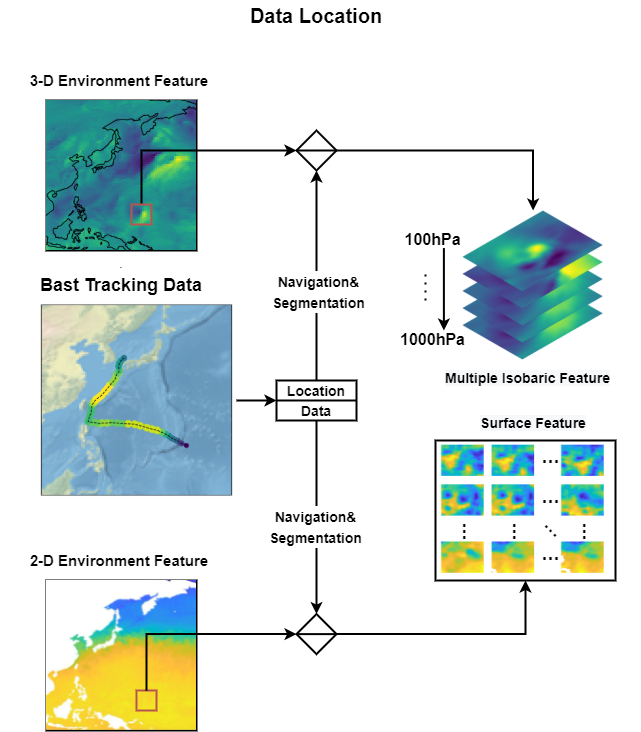 Data Location
3-D Environment Feature
Bast Tracking Data
Navigation&
Segmentation
100hPa
1000hPa
Multiple Isobaric Feature
Location
Data
Surface Feature
Navigation&
Segmentation
2-D Environment Feature